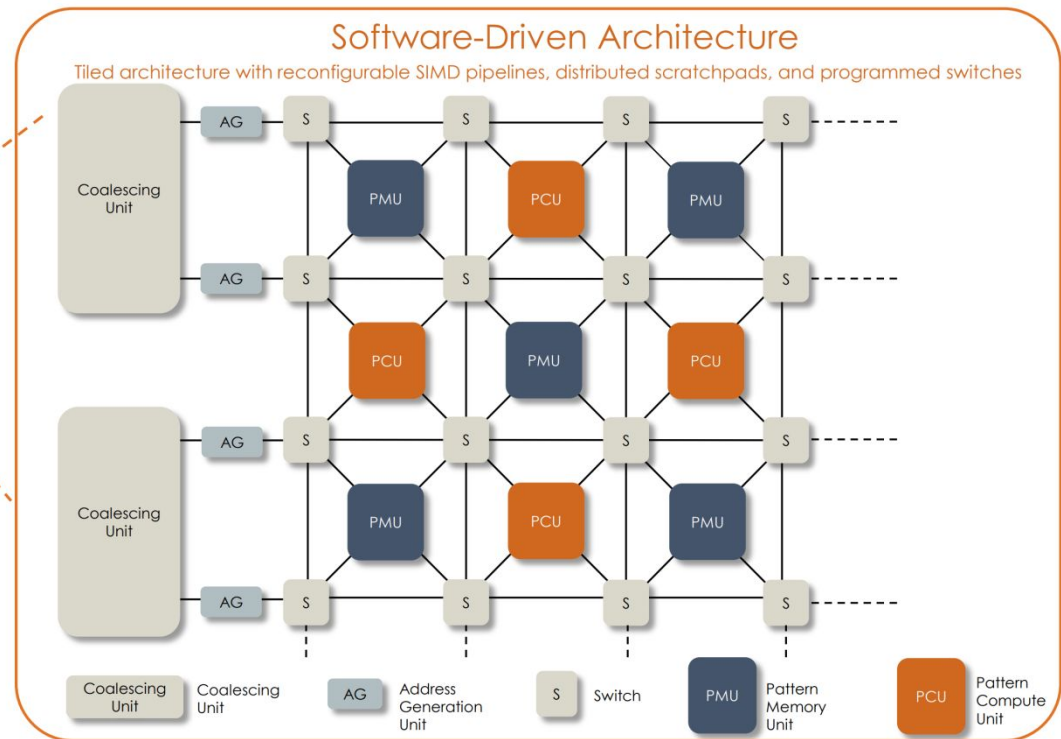 Software-Driven Architecture
Tiled architecture with reconfigurable SIMD pipelines, distributed scratchpads, and programmed switches
AG S S S S
Coalescing
Unit
PMU PCU PMU
AG S S S S
PCU PMU PCU
AG S S S S
Coalescing
Unit
PMU PCU PMU
AG S S S S
Coalescing
Unit
Coalescing
Unit
AG
Address
Generation
Unit
S
Switch
PMU
Pattern
Memory
Unit
PCU
Pattern
Compute
Unit